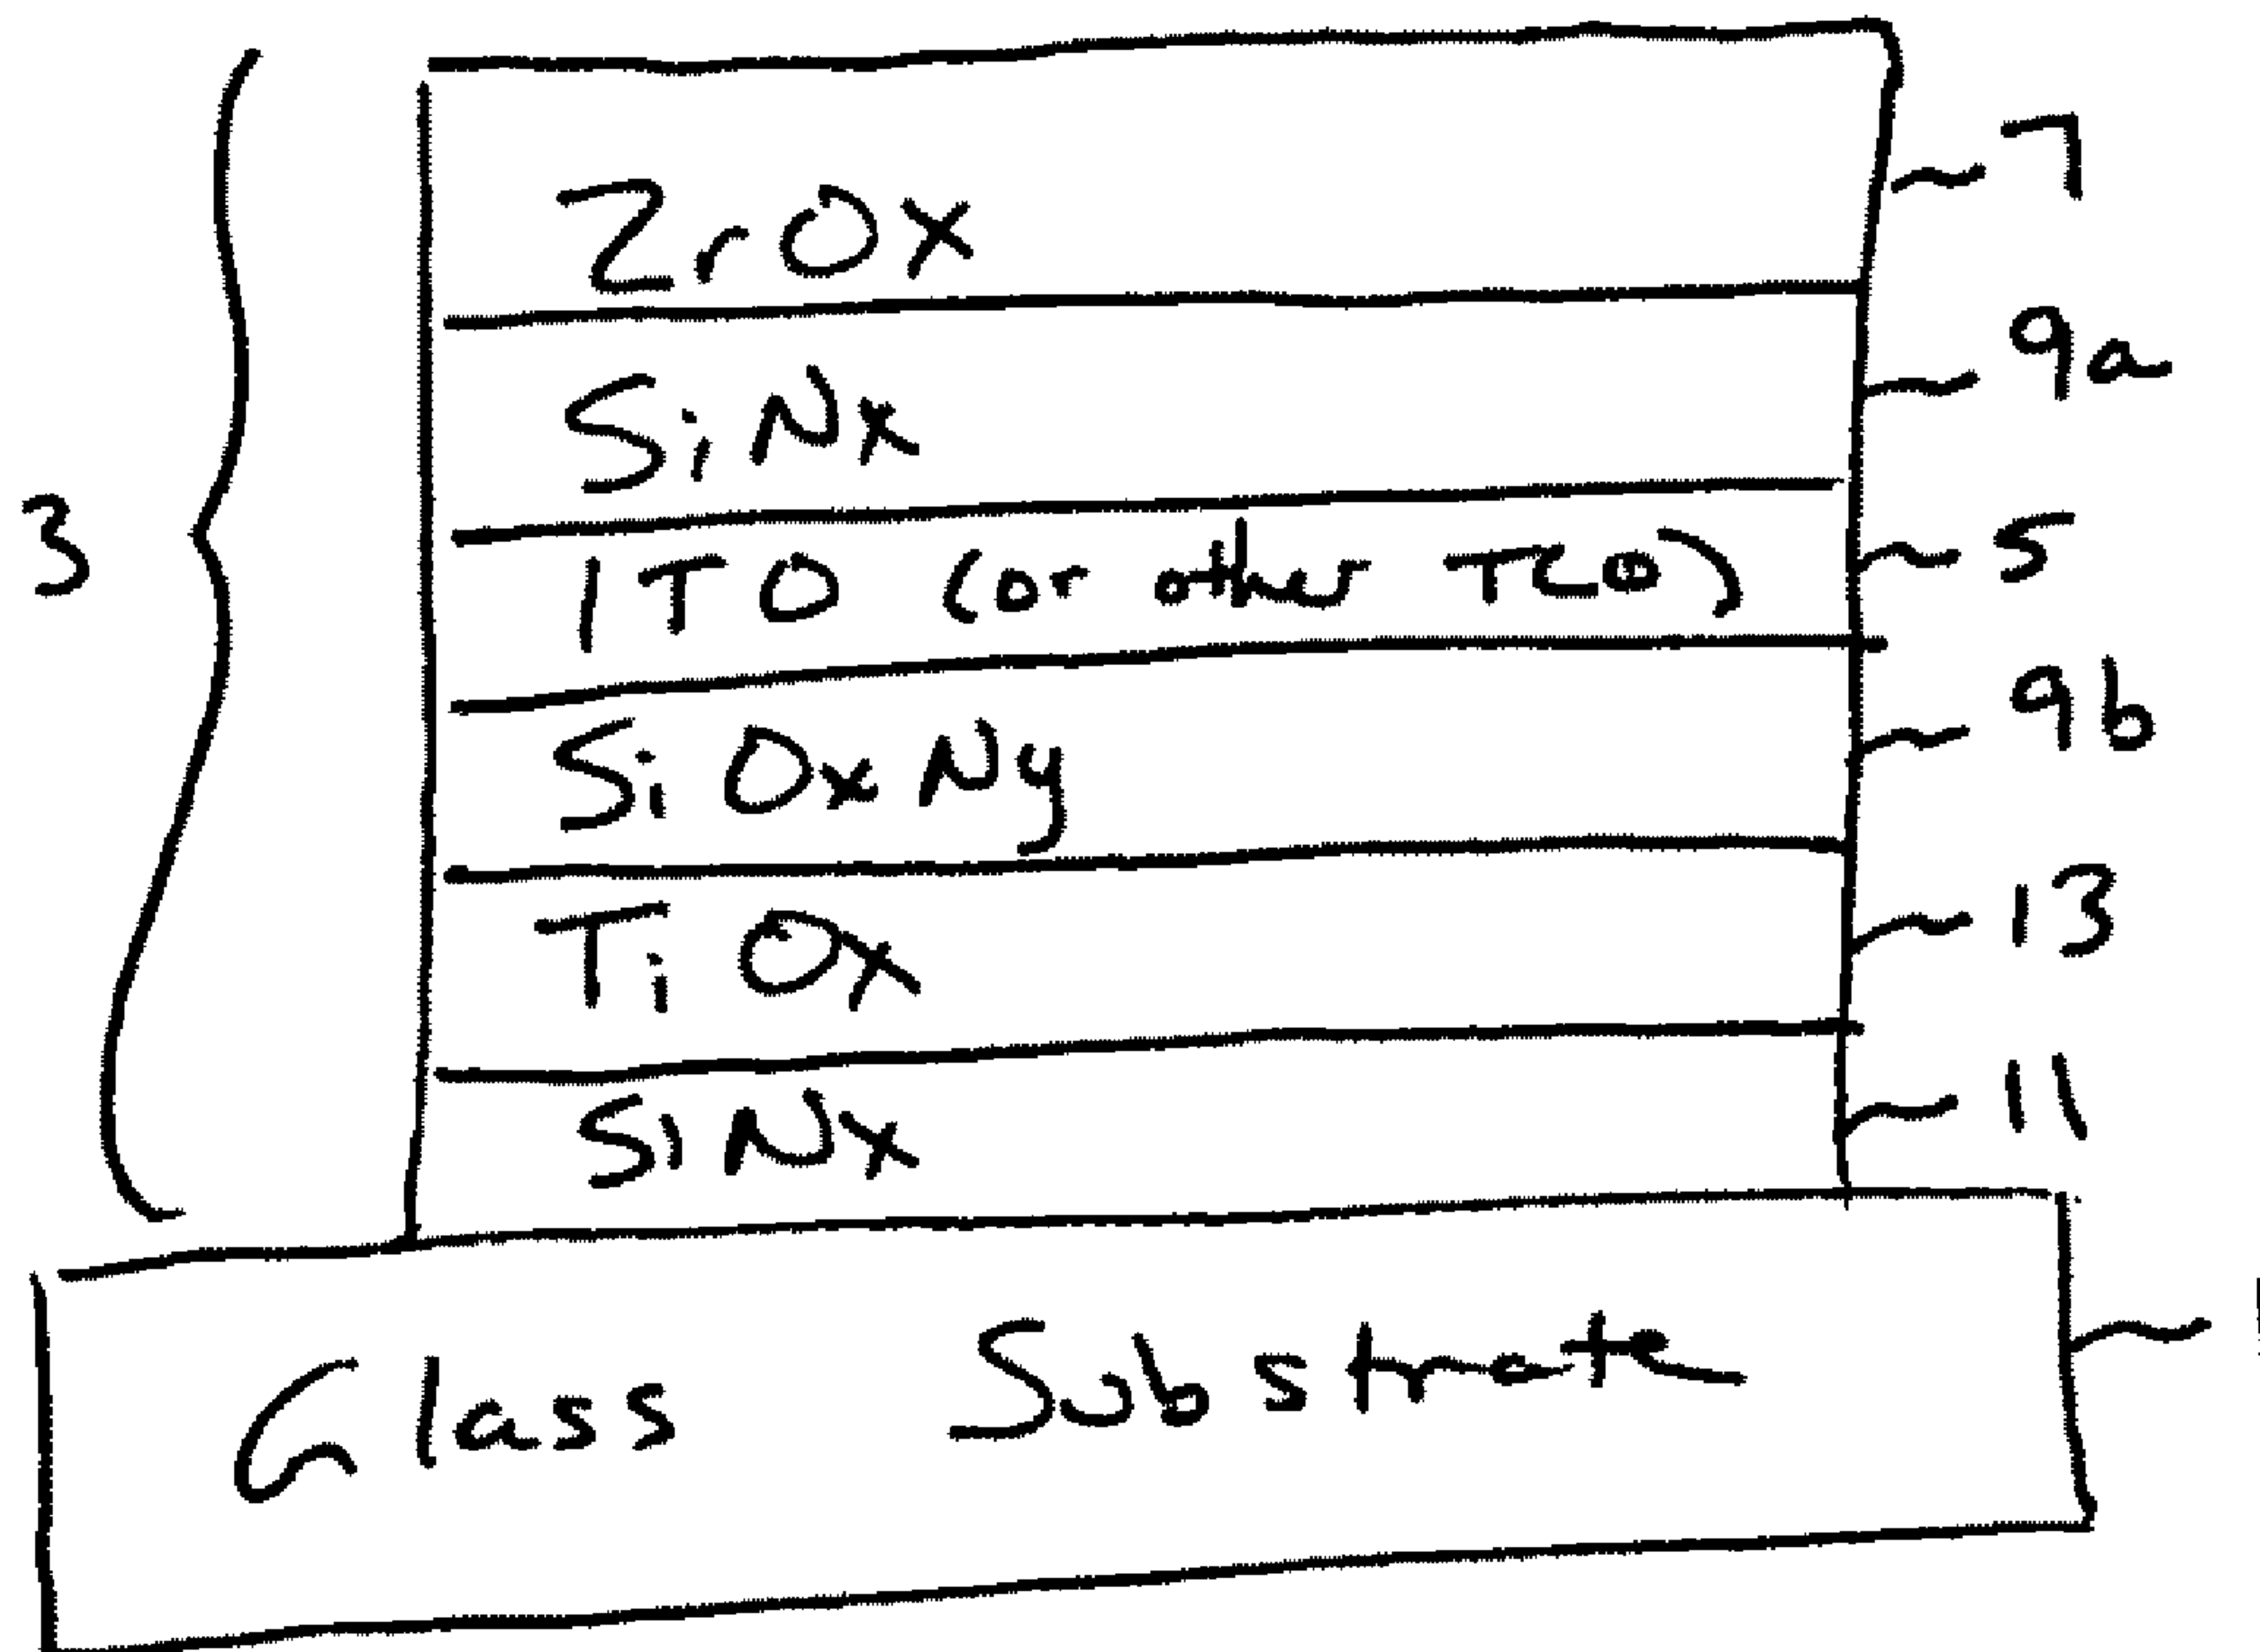 ZrOx
7
SiNx
9a
3
ITO (or other TCO)
5
SiOxNy
9b
TiOx
13
SiNx
11
Glass Substrate